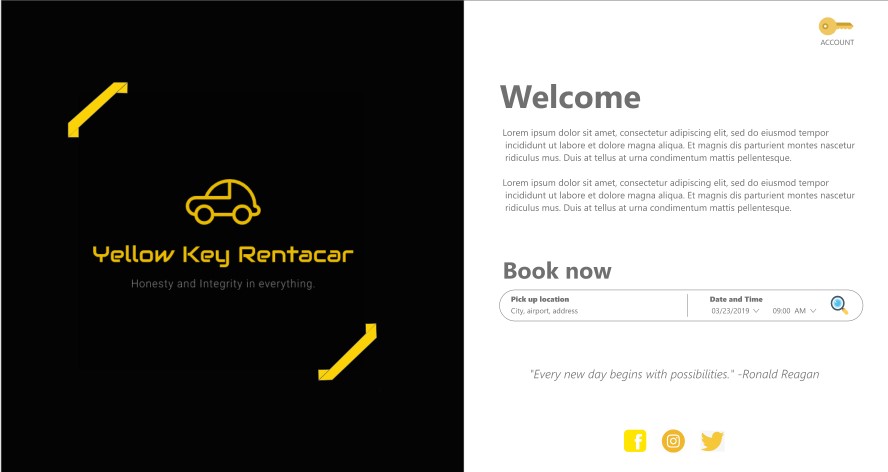 Yellow Key Rentacar
Honesty and Integrity in everything.
ACCOUNT
Welcome
Lorem ipsum dolor sit amet, consectetur adipiscing elit, sed do eiusmod tempor
incididunt ut labore et dolore magna aliqua. Et magnis dis parturient montes nascetur
ridiculus mus. Duis at tellus at urna condimentum mattis pellentesque.
Lorem ipsum dolor sit amet, consectetur adipiscing elit, sed do eiusmod tempor
incididunt ut labore et dolore magna aliqua. Et magnis dis parturient montes nascetur
ridiculus mus. Duis at tellus at urna condimentum mattis pellentesque.
Book now
Pick up location
City, airport, address
Date and Time
03/23/2019 09:00 AM
"Every new day begins with possibilities." -Ronald Reagan